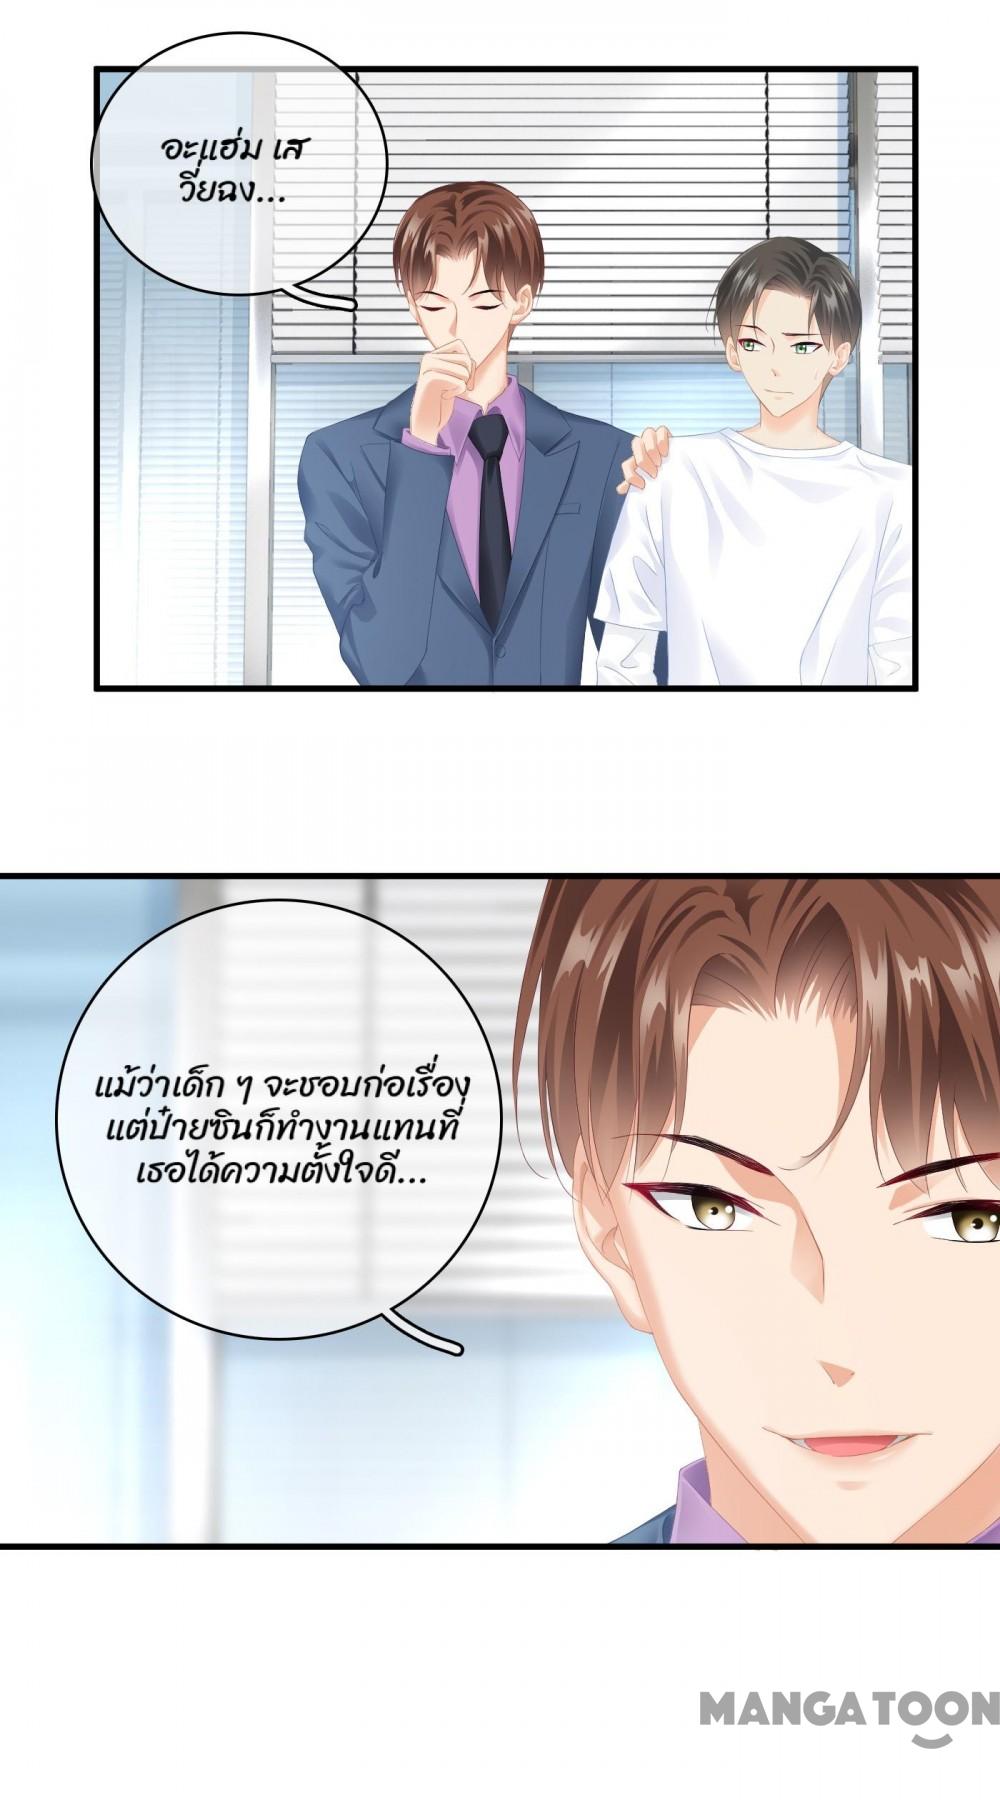 อะแฮ่ม เส
วี่ยฉง...
แม้ว่าเด็ก ๆ จะชอบก่อเรื่อง
แต่ป๋ายซินก็ทำงานแทนที่
เธอได้ความตั้งใจดี...
MANGATOON